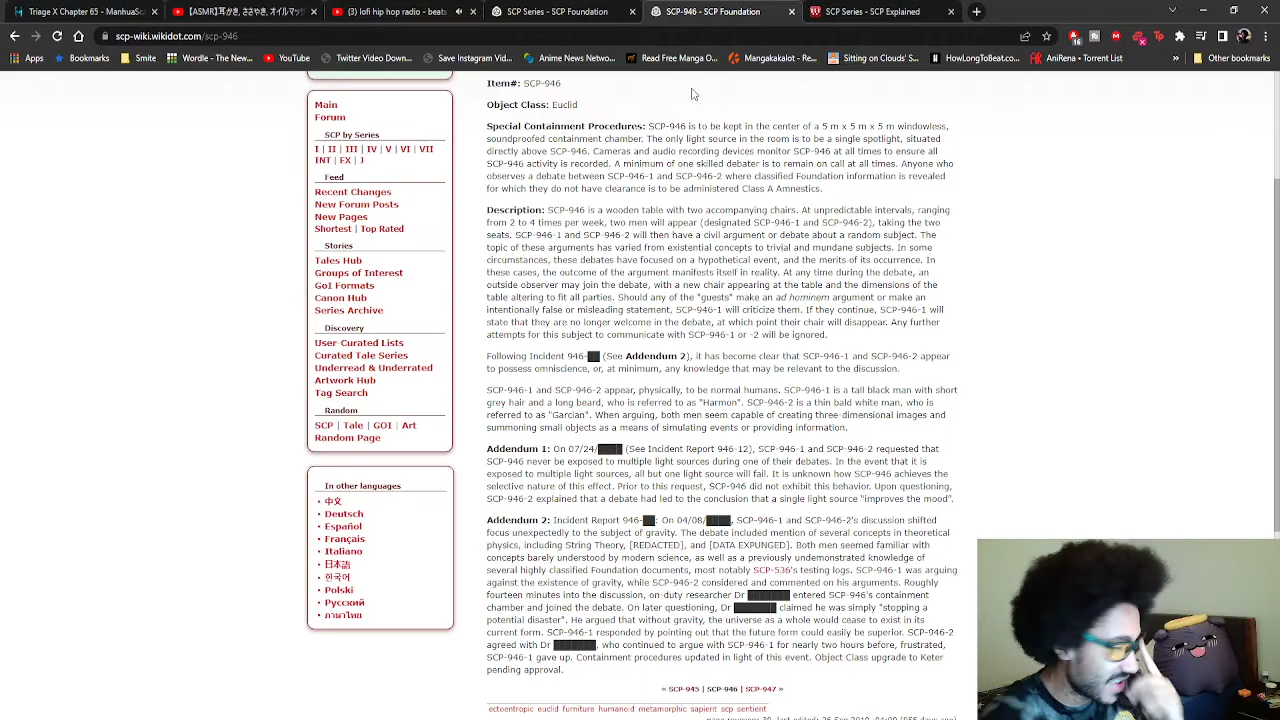 Triage X Chapter 65 - ManhuaSc
【ASMR】耳かき、ささやき、オイルマッ
(3) lofi hip hop radio - beat
SCP Series - SCP Foundation
SCP-946 - SCP Foundation
SCP Series - SCP Explained
scp-wiki.wikidot.com/scp-946
16
Bookmarks
Smite
Wordle - The New...
YouTube
Twitter Video Down...
Save Instagram Vid...
Anime News Networ...
Read Free Manga O...
Mangakakalot - Re...
Sitting on Clouds' S...
HowLongToBeat.co...
AniRena | Torrent List
»
Other bookmarks
Main
Forum
SCP by Series
I | II | III | IV | V | VI | VII
INT | EX | J
Feed
Recent Changes
New Forum Posts
New Pages
Shortest | Top Rated
Stories
Tales Hub
Groups of Interest
GoI Formats
Canon Hub
Series Archive
Discovery
User-Curated Lists
Curated Tale Series
Underread & Underrated
Artwork Hub
Tag Search
Random
SCP | Tale | GOI | Art
Random Page
In other languages
中文
Deutsch
Español
Français
Italiano
日本語
한국어
Polski
Русский
ภาษาไทย
Item#: SCP-946
Object Class: Euclid
Special Containment Procedures: SCP-946 is to be kept in the center of a 5 m x 5 m x 5 m windowless,
soundproofed containment chamber. The only light source in the room is to be a single spotlight, situated
directly above SCP-946. Cameras and audio recording devices monitor SCP-946 at all times to ensure all
SCP-946 activity is recorded. A minimum of one skilled debater is to remain on call at all times. Anyone who
observes a debate between SCP-946-1 and SCP-946-2 where classified Foundation information is revealed
for which they do not have clearance is to be administered Class A Amnestics.
Description: SCP-946 is a wooden table with two accompanying chairs. At unpredictable intervals, ranging
from 2 to 4 times per week, two men will appear (designated SCP-946-1 and SCP-946-2), taking the two
seats. SCP-946-1 and SCP-946-2 will then have a civil argument or debate about a random subject. The
topic of these arguments has varied from existential concepts to trivial and mundane subjects. In some
circumstances, these debates have focused on a hypothetical event, and the merits of its occurrence. In
these cases, the outcome of the argument manifests itself in reality. At any time during the debate, an
outside observer may join the debate, with a new chair appearing at the table and the dimensions of the
table altering to fit all parties. Should any of the "guests" make an ad hominem argument or make an
intentionally false or misleading statement, SCP-946-1 will criticize them. If they continue, SCP-946-1 will
state that they are no longer welcome in the debate, at which point their chair will disappear. Any further
attempts for this subject to communicate with SCP-946-1 or -2 will be ignored.
Following Incident 946-██ (See Addendum 2), it has become clear that SCP-946-1 and SCP-946-2 appear
to possess omniscience, or, at minimum, any knowledge that may be relevant to the discussion.
SCP-946-1 and SCP-946-2 appear, physically, to be normal humans. SCP-946-1 is a tall black man with short
grey hair and a long beard, who is referred to as "Harmon". SCP-946-2 is a thin bald white man, who is
referred to as "Garcian". When arguing, both men seem capable of creating three-dimensional images and
summoning small objects as a means of simulating events or providing information.
Addendum 1: On 07/24/████ (See Incident Report 946-12), SCP-946-1 and SCP-946-2 requested that
SCP-946 never be exposed to multiple light sources during one of their debates. In the event that it is
exposed to multiple light sources, all but one light source will fail. It is unknown how SCP-946 achieves the
selective nature of this effect. Prior to this request, SCP-946 did not exhibit this behavior. Upon questioning,
SCP-946-2 explained that a debate had led to the conclusion that a single light source "improves the mood".
Addendum 2: Incident Report 946-██: On 04/08/████, SCP-946-1 and SCP-946-2's discussion shifted
focus unexpectedly to the subject of gravity. The debate included mention of several concepts in theoretical
physics, including String Theory, [REDACTED], and [DATA EXPUNGED]. Both men seemed familiar with
concepts barely understood by modern science, as well as a previously undemonstrated knowledge of
several highly classified Foundation documents, most notably SCP-536's testing logs. SCP-946-1 was arguing
against the existence of gravity, while SCP-946-2 considered and commented on his arguments. Roughly
fourteen minutes into the discussion, on-duty researcher Dr ███████ entered SCP-946's containment
chamber and joined the debate. On later questioning, Dr ███████ claimed he was simply "stopping a
potential disaster". He argued that without gravity, the universe as a whole would cease to exist in its
current form. SCP-946-1 responded by pointing out that the future form could easily be superior. SCP-946-2
agreed with Dr ███████, who continued to argue with SCP-946-1 for nearly two hours before, frustrated,
SCP-946-1 gave up. Containment procedures updated in light of this event. Object Class upgrade to Keter
pending approval.
« SCP-945 | SCP-946 | SCP-947 »
ectoentropic euclid furniture humanoid metamorphic sapient scp sentient
page revision: 39, last edited: 26 Sep 2019, 04:09 (955 days ago)